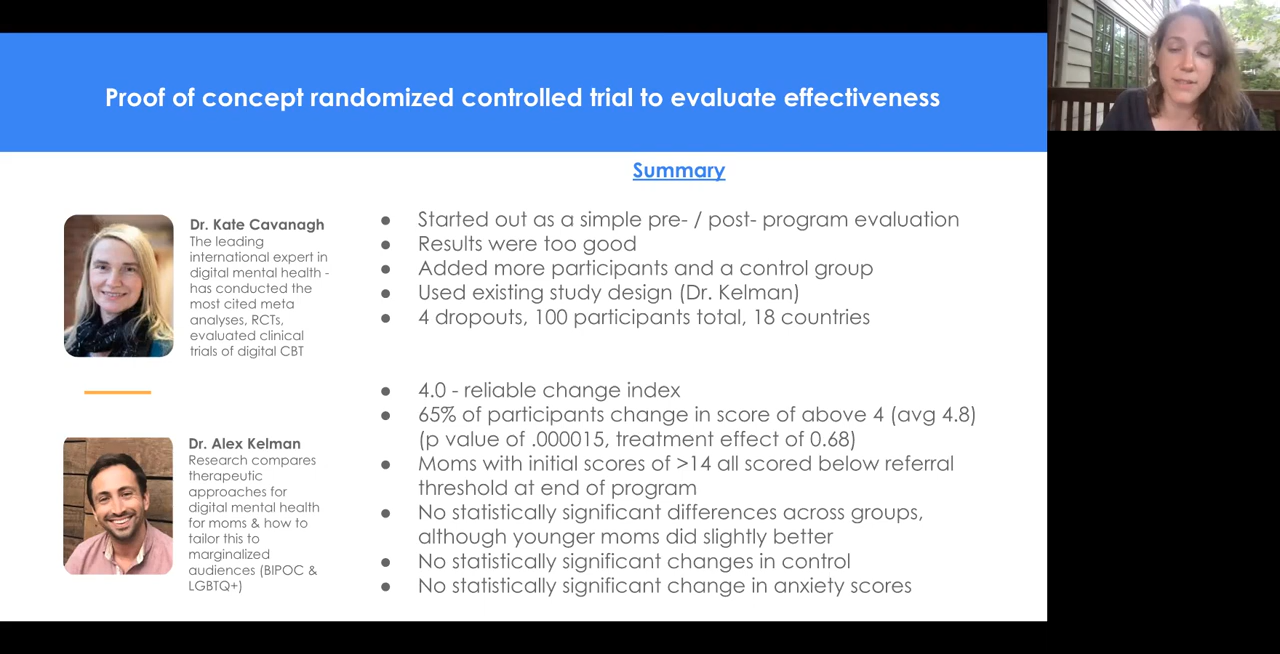 Proof of concept randomized controlled trial to evaluate effectiveness
Summary
Dr. Kate Cavanagh
The leading
international expert in
digital mental health -
has conducted the
most cited meta
analyses, RCTs,
evaluated clinical
trials of digital CBT
Dr. Alex Kelman
Research compares
therapeutic
approaches for
digital mental health
for moms & how to
tailor this to
marginalized
audiences (BIPOC &
LGBTQ+)
● Started out as a simple pre- / post- program evaluation
● Results were too good
● Added more participants and a control group
● Used existing study design (Dr. Kelman)
● 4 dropouts, 100 participants total, 18 countries
● 4.0 - reliable change index
● 65% of participants change in score of above 4 (avg 4.8)
(p value of .000015, treatment effect of 0.68)
● Moms with initial scores of >14 all scored below referral
threshold at end of program
● No statistically significant differences across groups,
although younger moms did slightly better
● No statistically significant changes in control
● No statistically significant change in anxiety scores